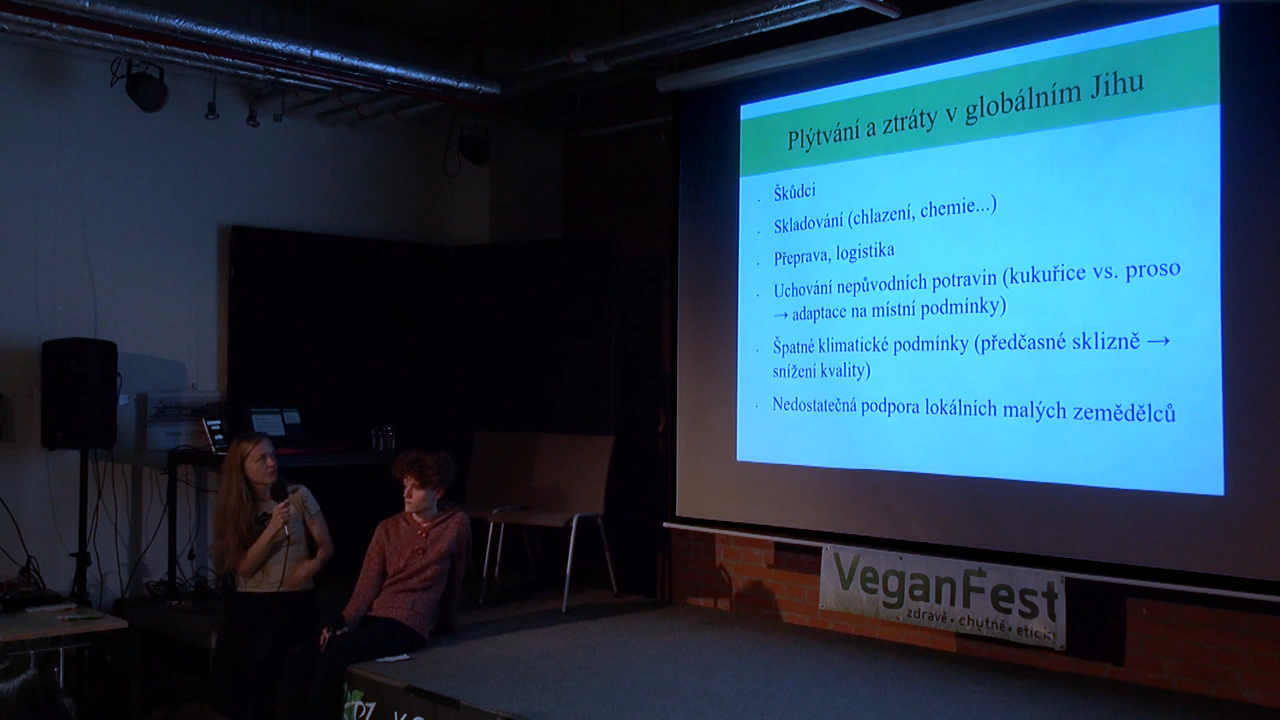 Plýtvání a ztráty v globálním Jihu
Škůdci
Skladování (chlazení, chemie...)
Přeprava, logistika
Uchování nepůvodních potravin (kukuřice vs. proso
→ adaptace na místní podmínky)
Špatné klimatické podmínky (předčasné sklizně →
snížení kvality)
Nedostatečná podpora lokálních malých zemědělců
VeganFest
zdravě • chutně • eticky